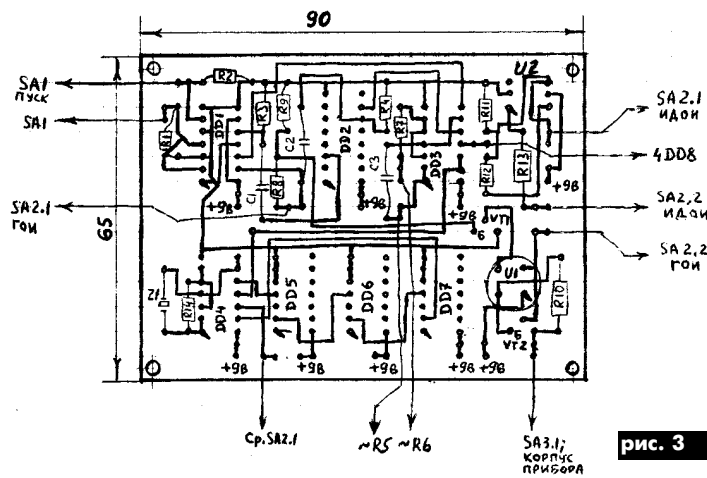 90
SA1
ПУСК
SA1
SA2.1
ГОИ
65
R2
U2
R1
DD1
R3
R9
C2
DD2
R4
R7
DD3
R11
C1
R8
C3
R12
R13
+9В
+9В
+9В
+9В
VT1
Б
SA2.1
ИДОИ
4DD8
SA2.2
ИДОИ
SA2.2
ГОИ
Z1
R14
DD4
DD5
DD6
DD7
U1
R10
Б
VT2
+9В
+9В
+9В
+9В
+9В
Ср.SA2.1
~R5
~R6
SA3.1;
КОРПУС
ПРИБОРА
рис. 3